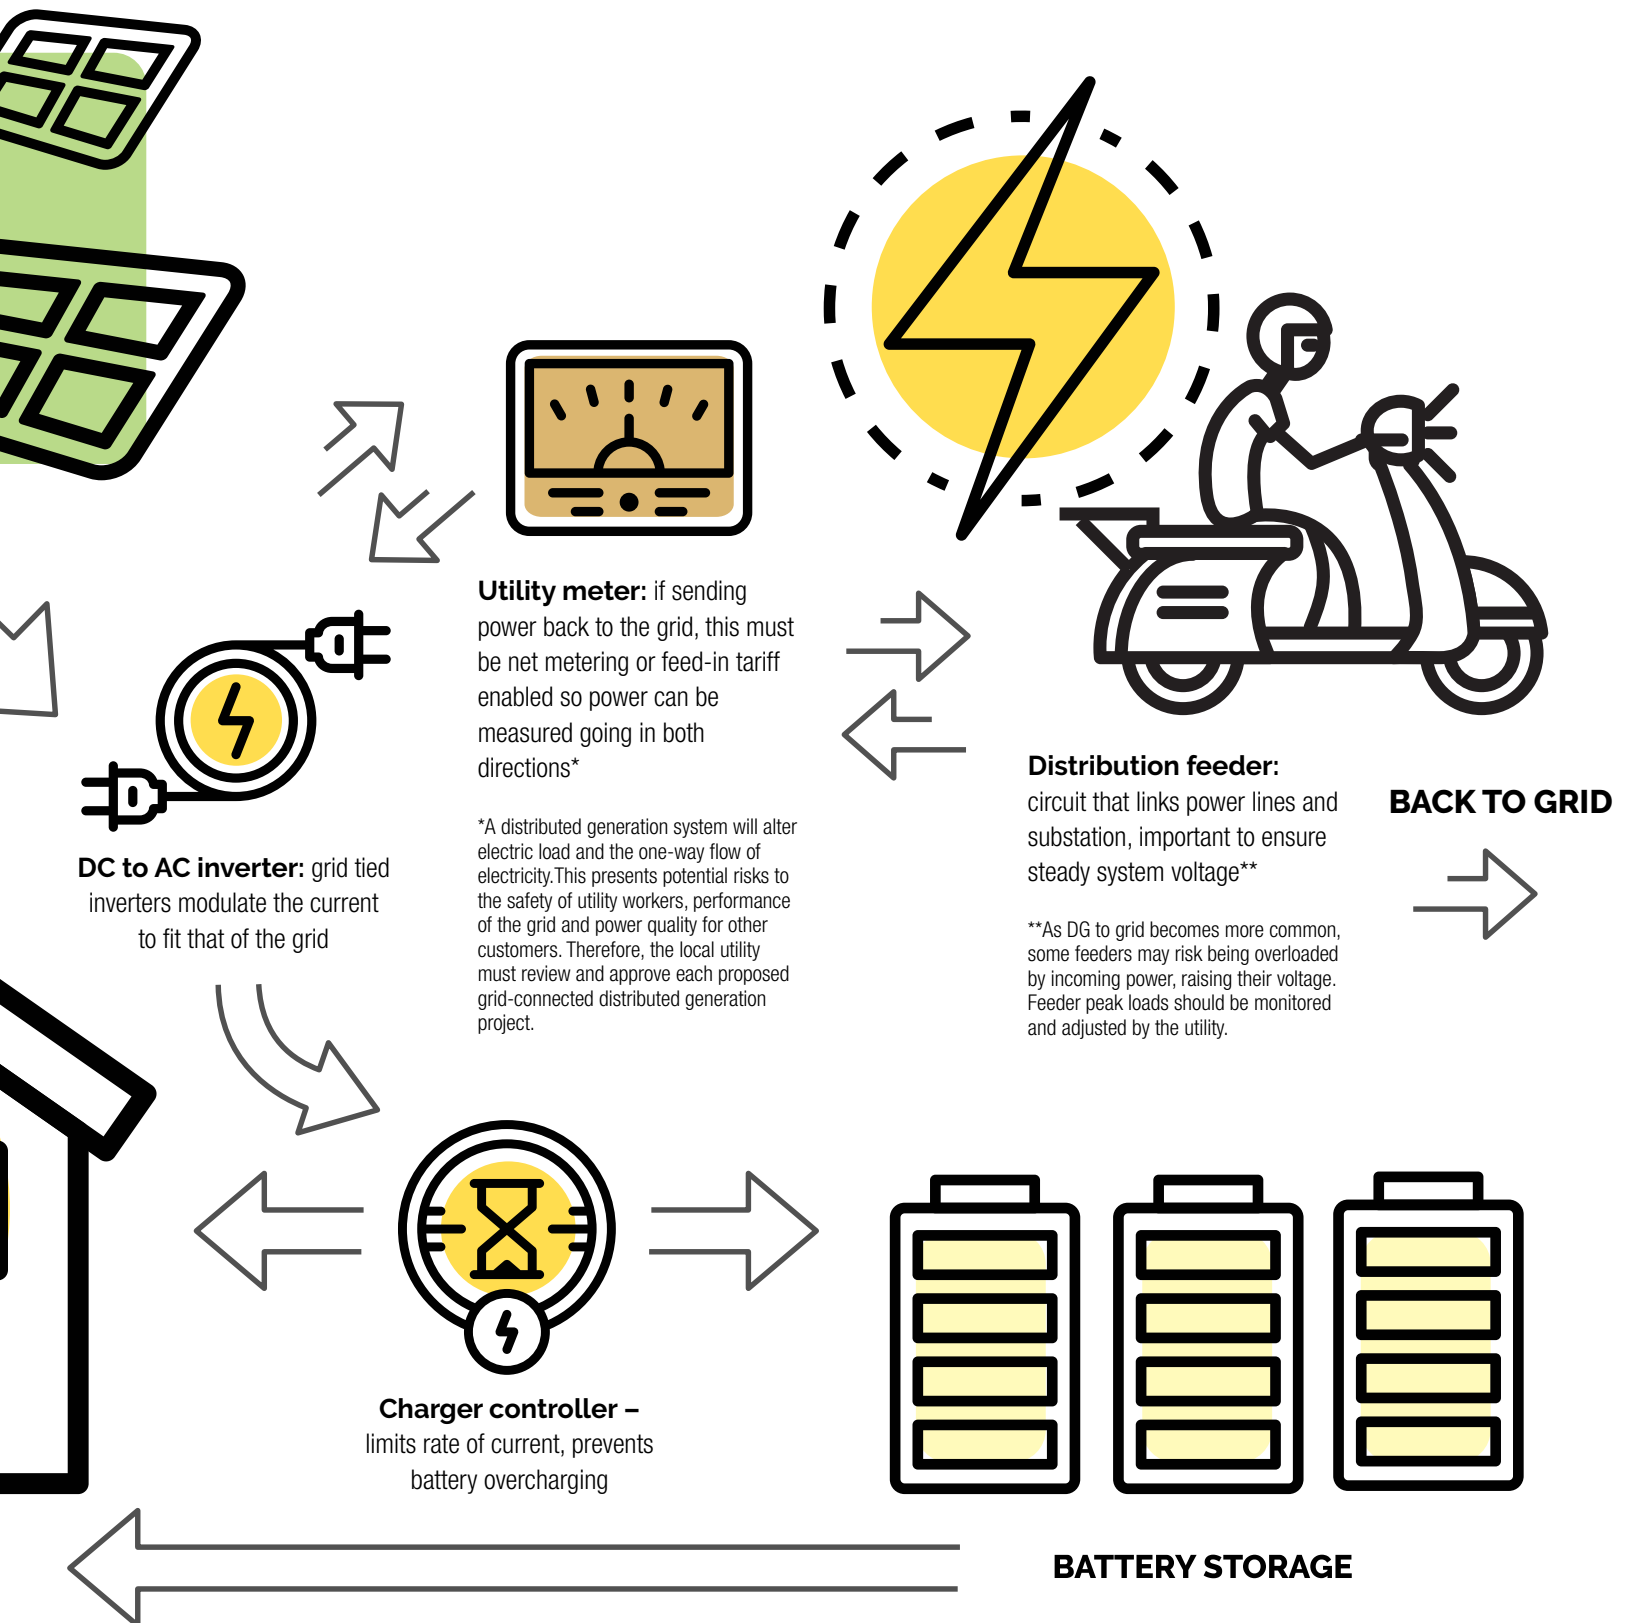 Utility meter: if sending
power back to the grid, this must
be net metering or feed-in tariff
enabled so power can be
measured going in both
directions*
*A distributed generation system will alter
electric load and the one-way flow of
electricity.This presents potential risks to
the safety of utility workers, performance
of the grid and power quality for other
customers. Therefore, the local utility
must review and approve each proposed
grid-connected distributed generation
project.
Distribution feeder:
circuit that links power lines and
substation, important to ensure
steady system voltage**
**As DG to grid becomes more common,
some feeders may risk being overloaded
by incoming power, raising their voltage.
Feeder peak loads should be monitored
and adjusted by the utility.
BACK TO GRID
DC to AC inverter: grid tied
inverters modulate the current
to fit that of the grid
Charger controller –
limits rate of current, prevents
battery overcharging
BATTERY STORAGE